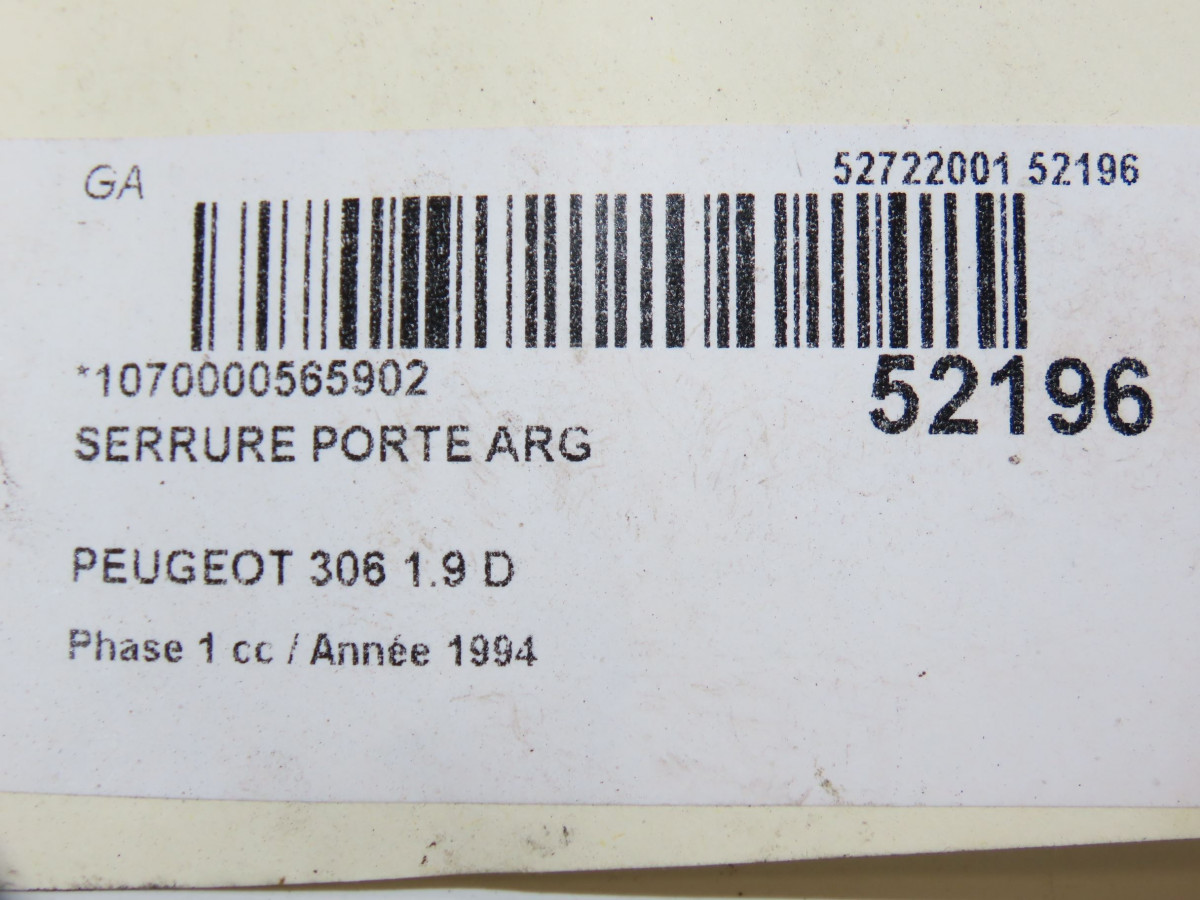 GA
52722001 52196
*1070000565902
52196
SERRURE PORTE ARG
PEUGEOT 306 1.9 D
Phase 1 cc / Année 1994